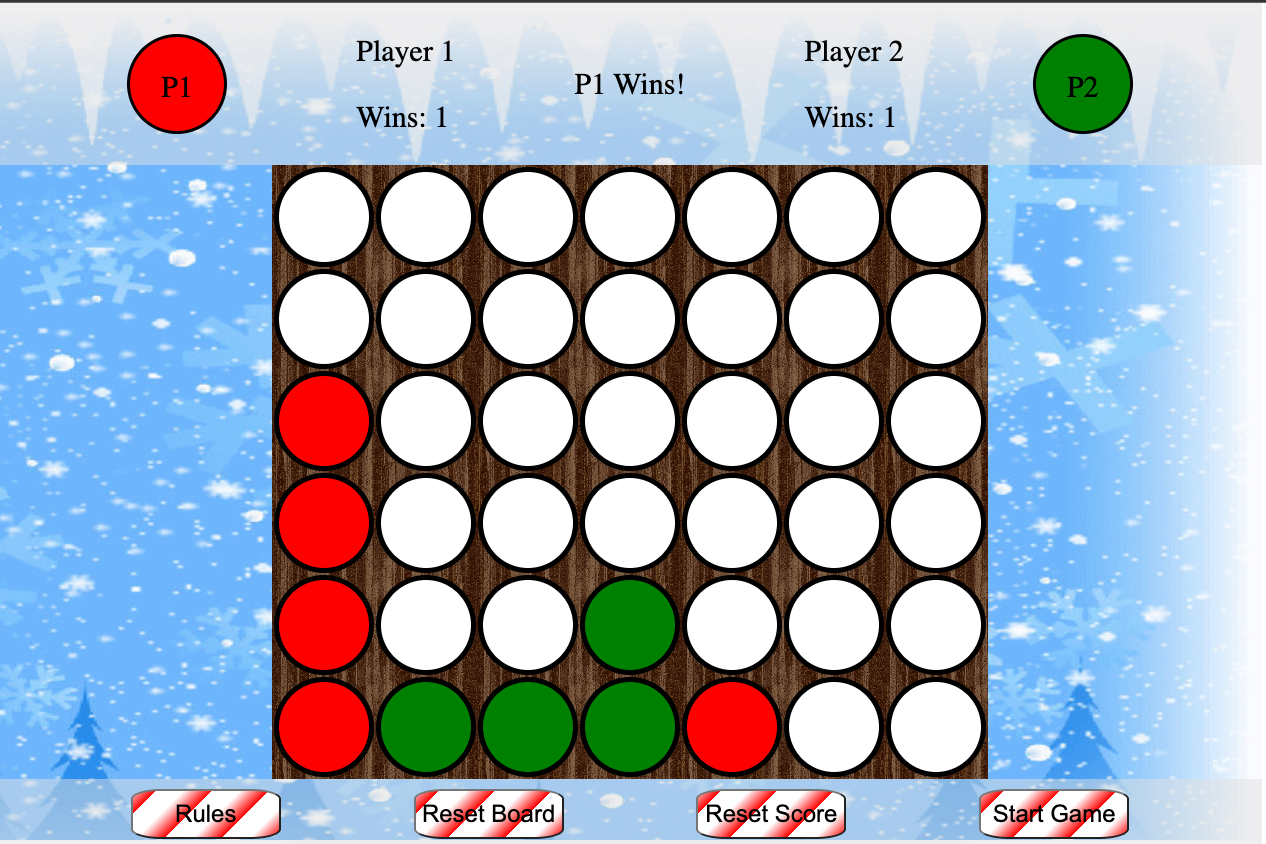 P1
Player 1
Wins: 1
P1 Wins!
Player 2
Wins: 1
P2
Rules
Reset Board
Reset Score
Start Game